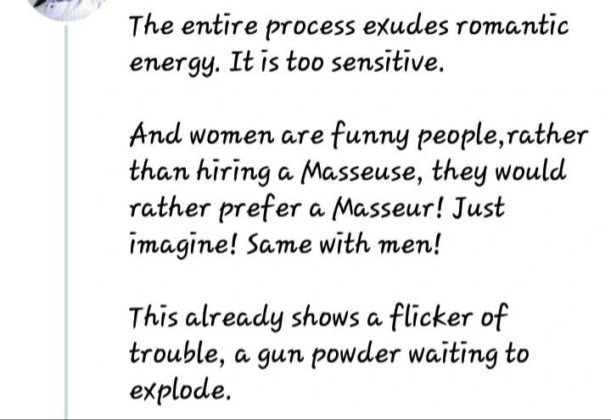 The entire process exudes romantic
energy. It is too sensitive.
And women are funny people,rather
than hiring a Masseuse, they would
rather prefer a Masseur! Just
imagine! Same with men!
This already shows a flicker of
trouble, a gun powder waiting to
explode.